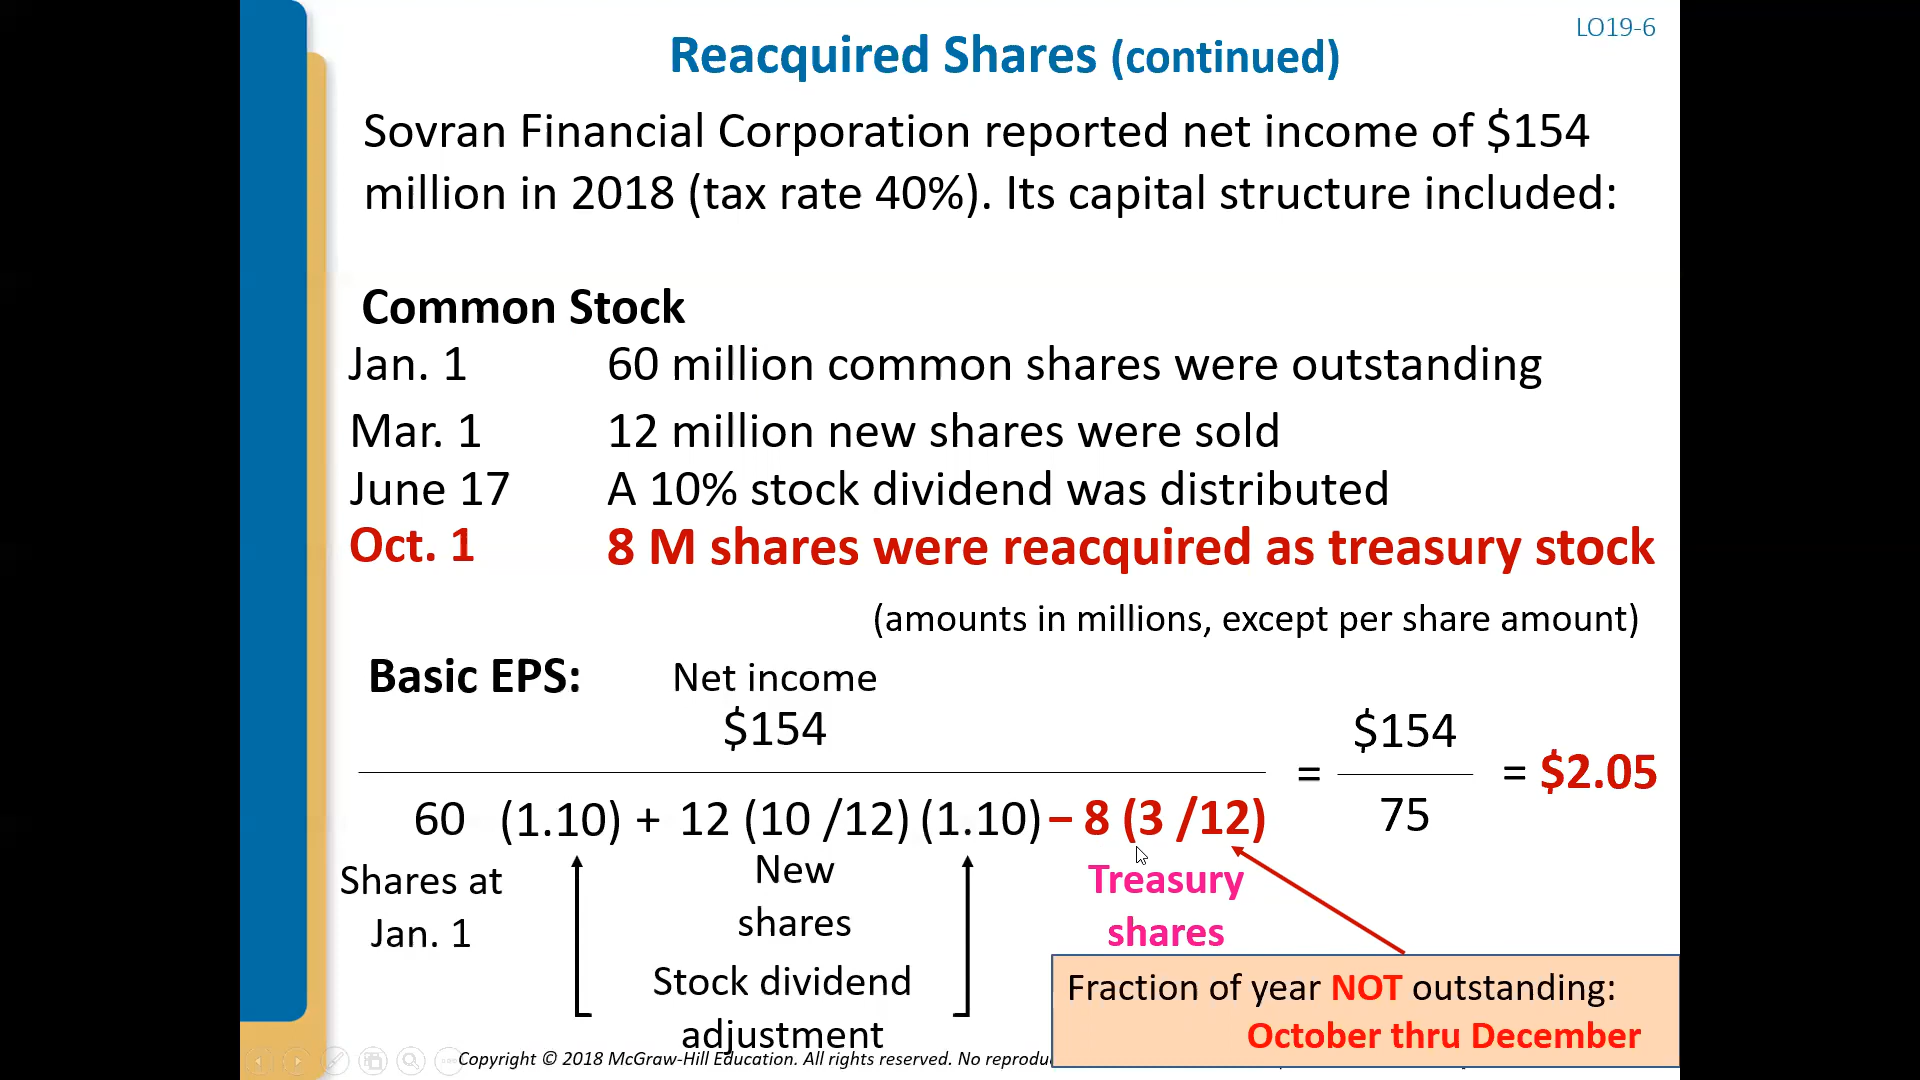 LO19-6
Reacquired Shares (continued)
Sovran Financial Corporation reported net income of $154
million in 2018 (tax rate 40%). Its capital structure included:
Common Stock
Jan. 1 60 million common shares were outstanding
Mar. 1 12 million new shares were sold
June 17 A 10% stock dividend was distributed
Oct. 1 8 M shares were reacquired as treasury stock
(amounts in millions, except per share amount)
Basic EPS: Net income
$154
$154
= = $2.05
60 (1.10) + 12 (10 /12) (1.10) – 8 (3 /12)
75
Shares at
Jan. 1
New
shares
Treasury
shares
Stock dividend
adjustment
Fraction of year NOT outstanding:
October thru December
Copyright © 2018 McGraw-Hill Education. All rights reserved. No